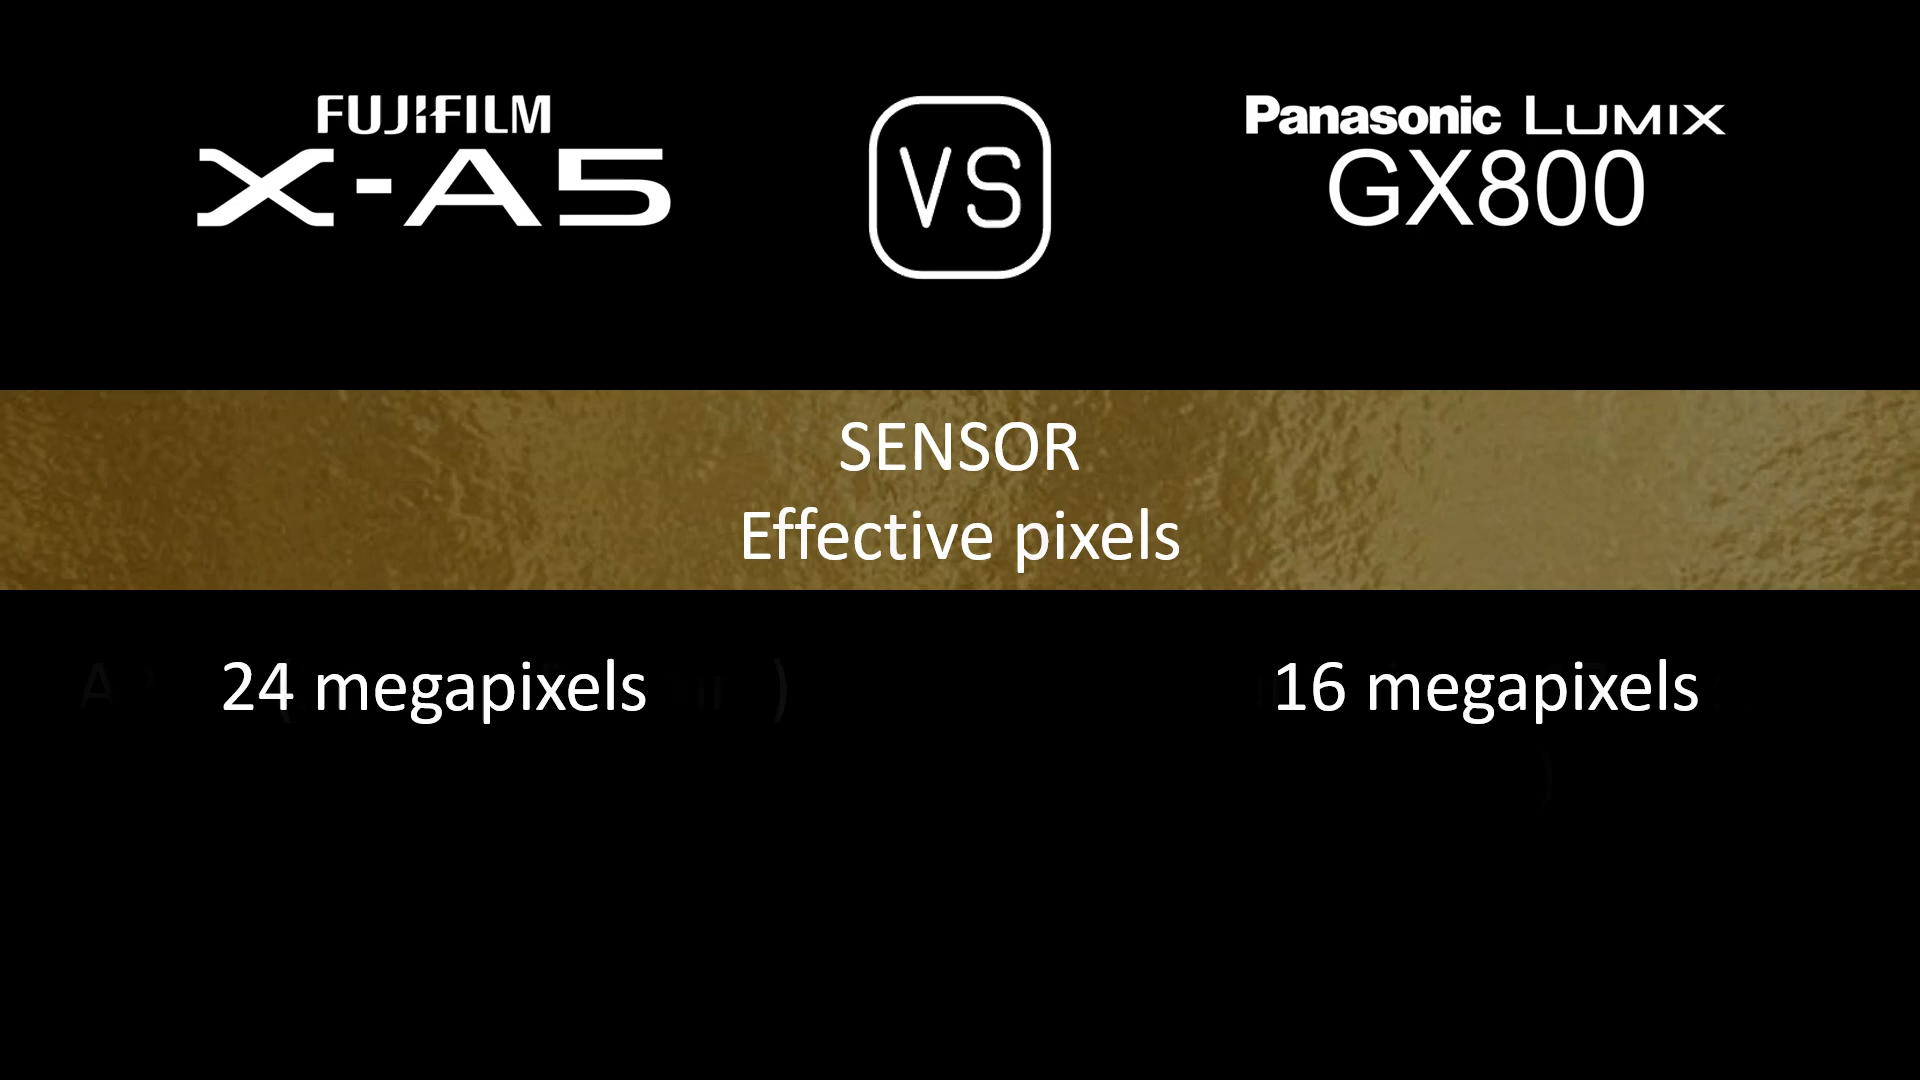 FUJIFILM
X-A5
VS
Panasonic LUMIX
GX800
SENSOR
Effective pixels
24 megapixels
16 megapixels